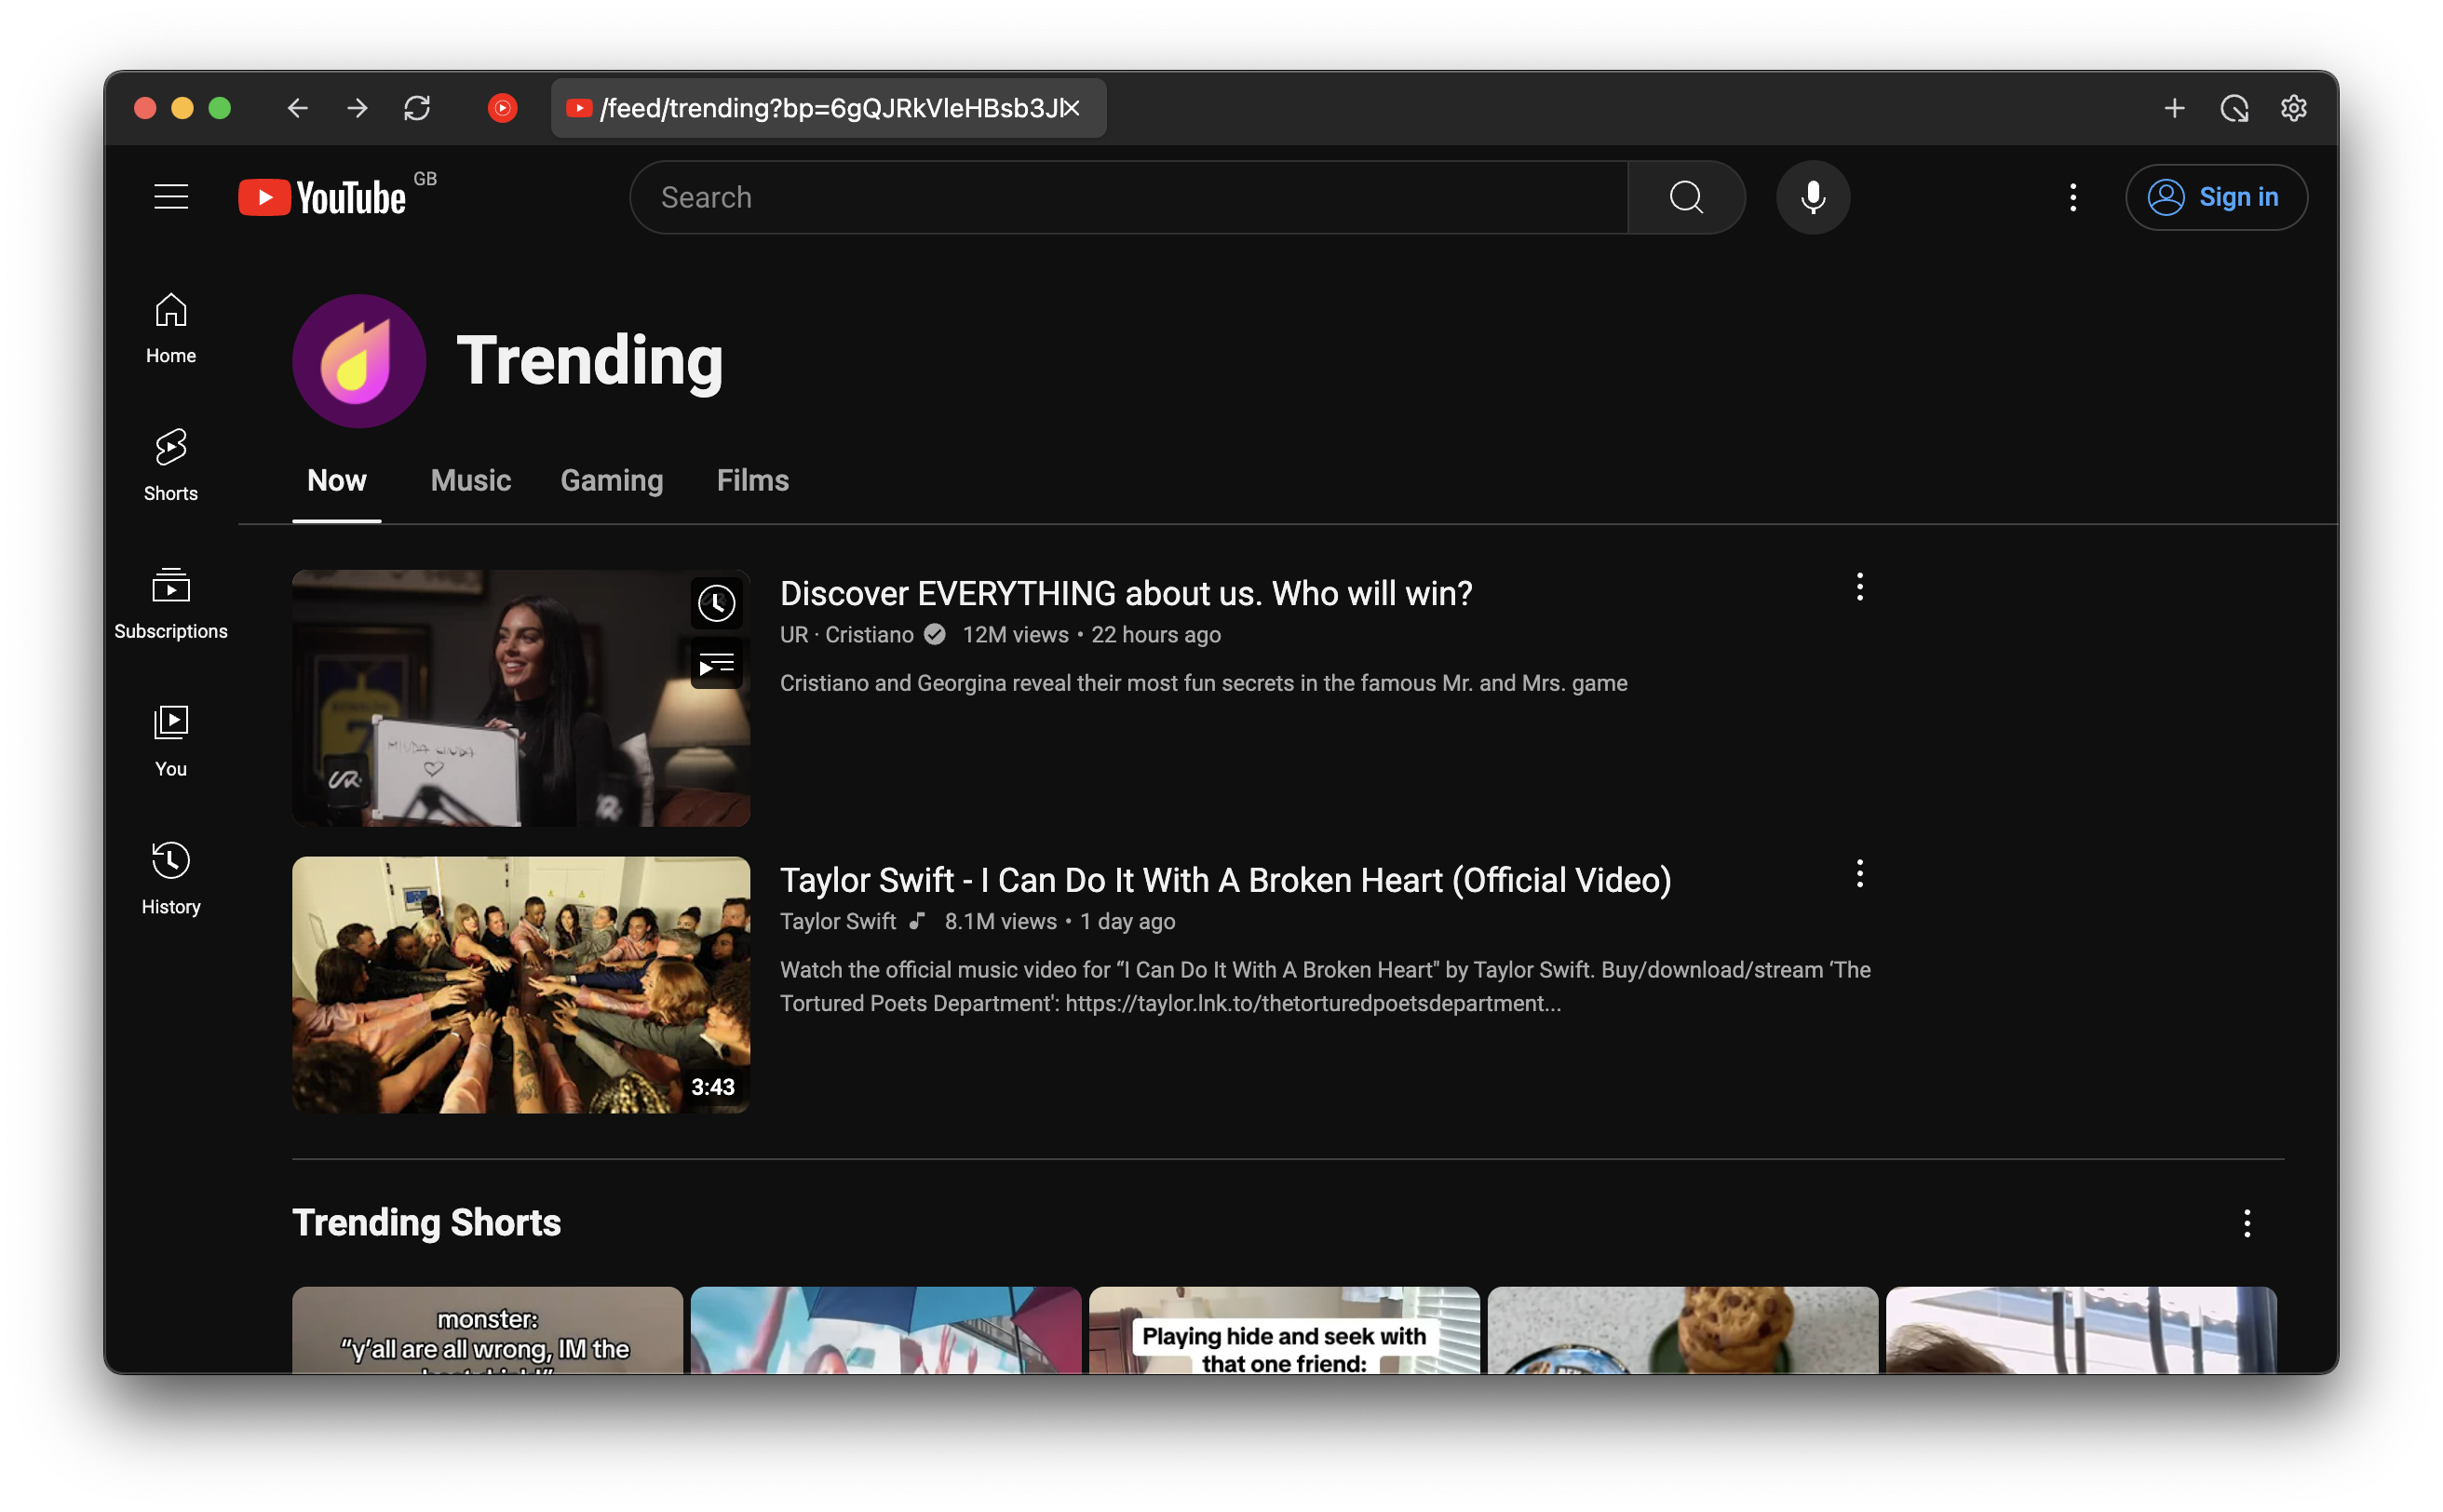 /feed/trending?bp=6gQJRkVleHBsb3Jl
YouTube GB
Search
Sign in
Home
Shorts
Subscriptions
You
History
Trending
Now
Music
Gaming
Films
Discover EVERYTHING about us. Who will win?
UR · Cristiano 12M views • 22 hours ago
Cristiano and Georgina reveal their most fun secrets in the famous Mr. and Mrs. game
MIUDA LINDA
UR
7
Taylor Swift - I Can Do It With A Broken Heart (Official Video)
Taylor Swift 8.1M views • 1 day ago
Watch the official music video for “I Can Do It With A Broken Heart" by Taylor Swift. Buy/download/stream ‘The
Tortured Poets Department': https://taylor.lnk.to/thetorturedpoetsdepartment...
3:43
Trending Shorts
monster:
“y'all are all wrong, IM the
Playing hide and seek with
that one friend: